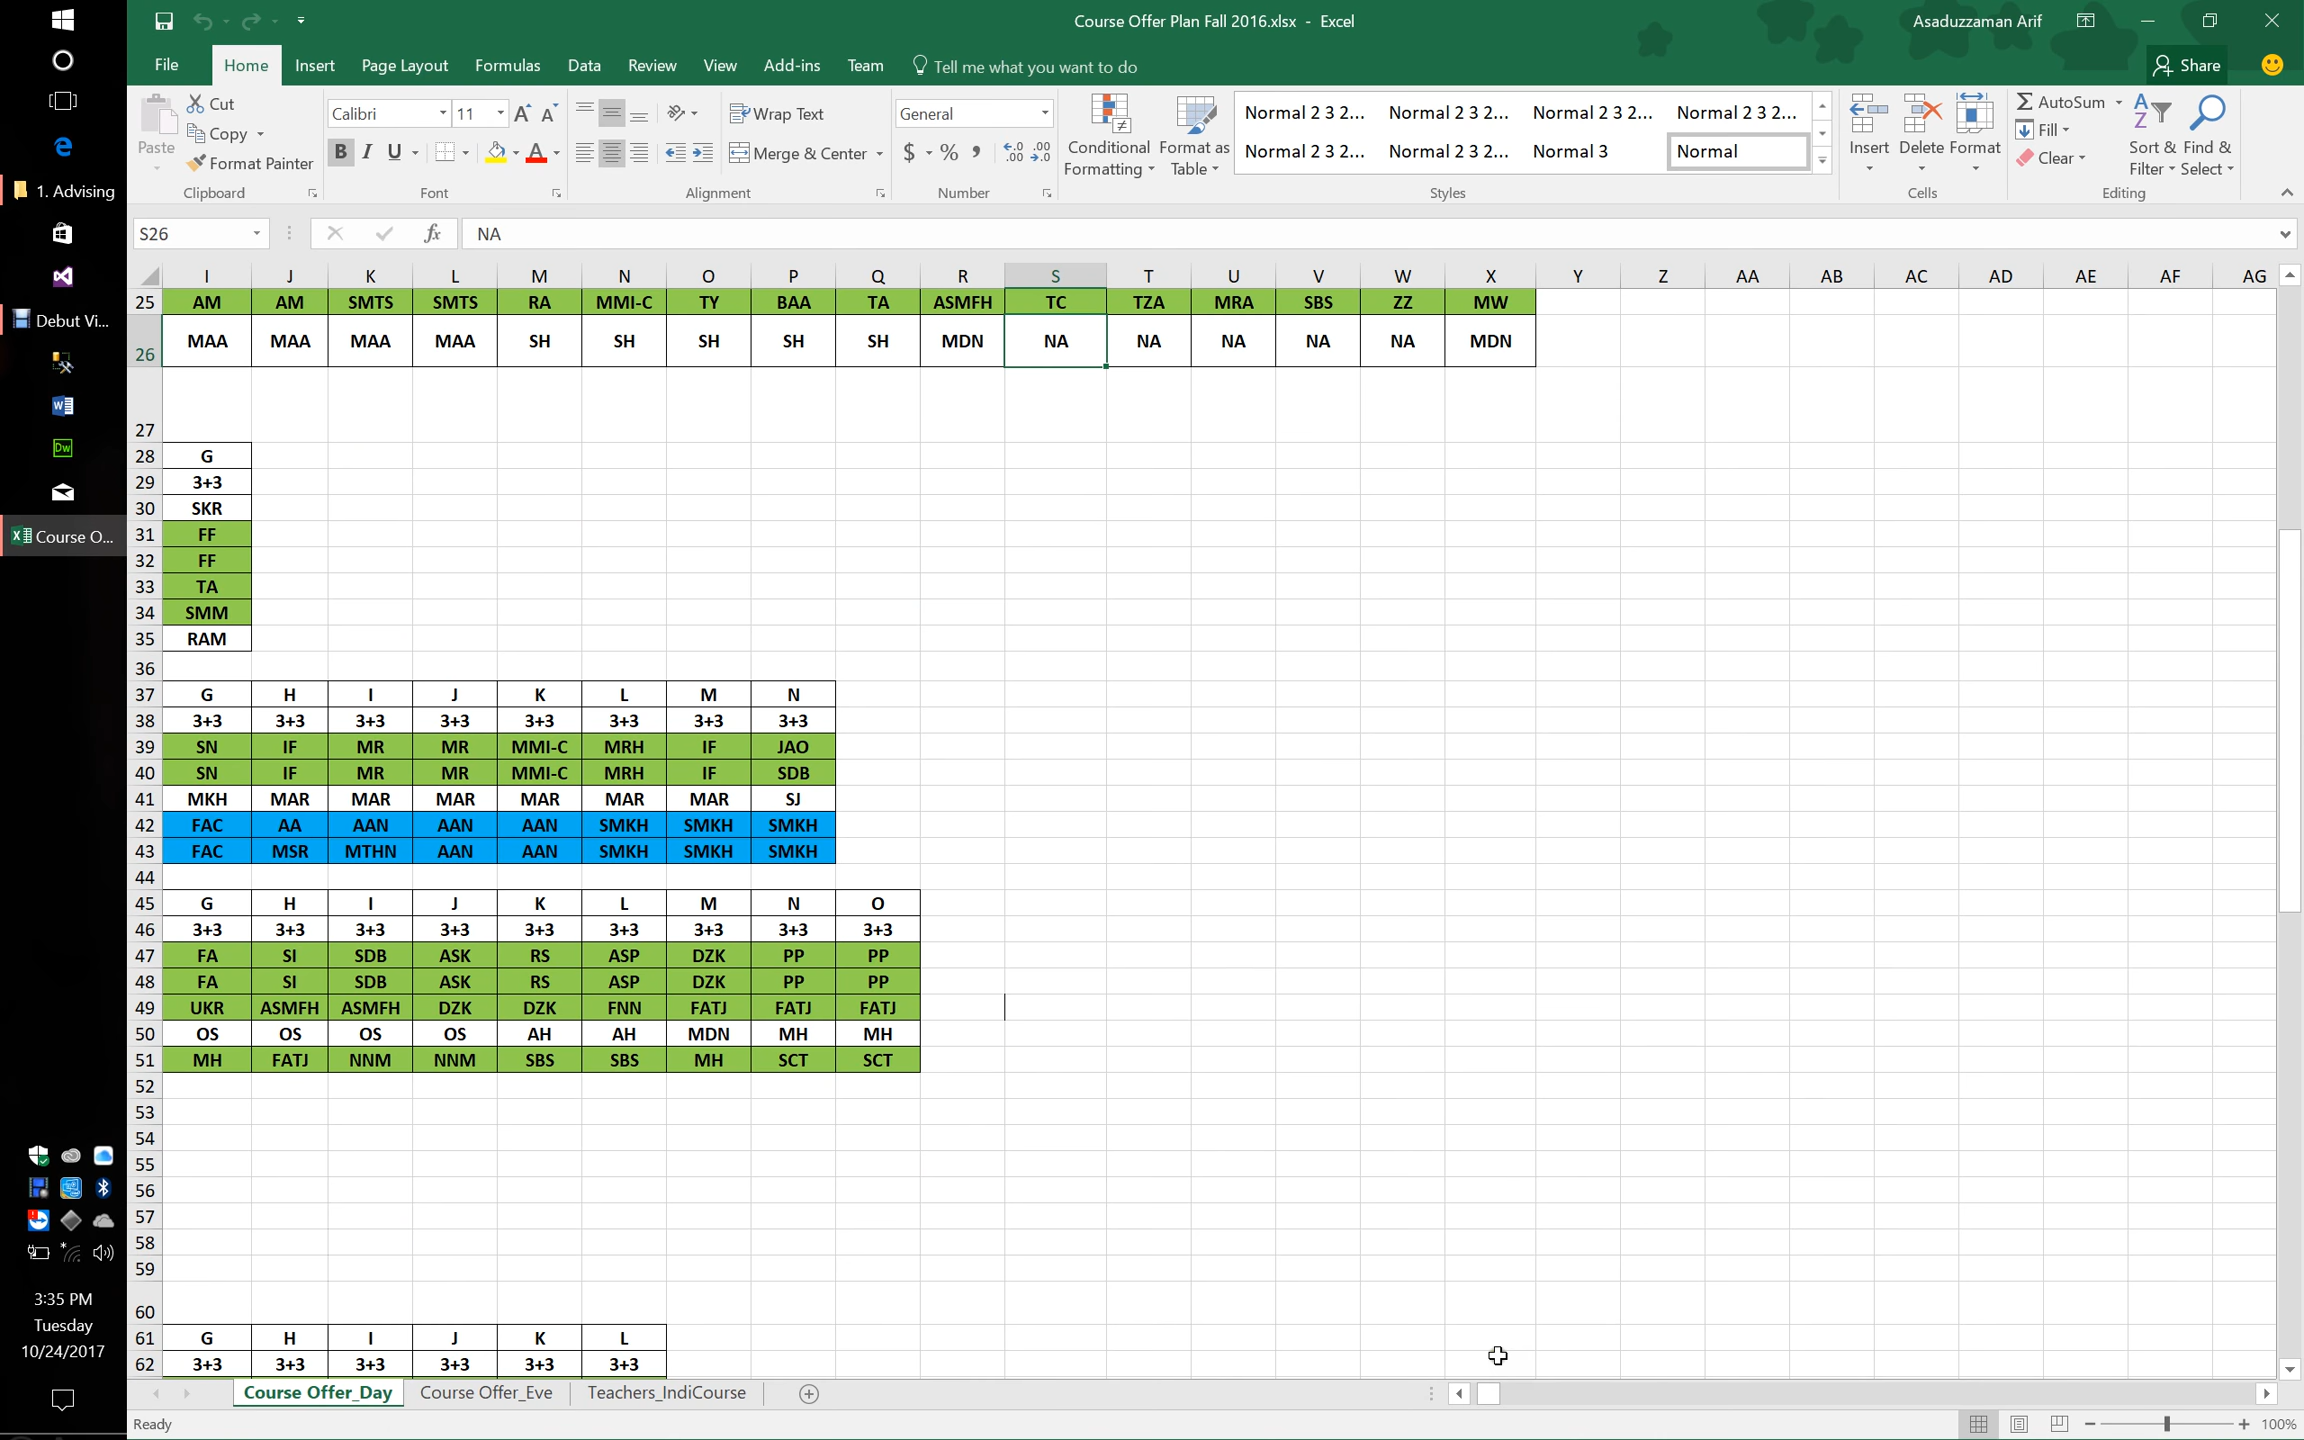 Course Offer Plan Fall 2016.xlsx - Excel
Asaduzzaman Arif
File Home Insert Page Layout Formulas Data Review View Add-ins Team Tell me what you want to do Share
Paste Cut Copy Format Painter Clipboard
Calibri 11 B I U Font
Wrap Text Merge & Center Alignment
General $ % Number
Conditional Formatting Format as Table
Normal 2 3 2... Normal 2 3 2... Normal 2 3 2... Normal 2 3 2...
Normal 2 3 2... Normal 2 3 2... Normal 3 Normal
Styles
Insert Delete Format Cells
AutoSum Fill Clear Sort & Filter Find & Select Editing
S26 fx NA
I J K L M N O P Q R S T U V W X Y Z AA AB AC AD AE AF AG
25 AM AM SMTS SMTS RA MMI-C TY BAA TA ASMFH TC TZA MRA SBS ZZ MW
26 MAA MAA MAA MAA SH SH SH SH SH MDN NA NA NA NA NA MDN
27
28 G
29 3+3
30 SKR
31 FF
32 FF
33 TA
34 SMM
35 RAM
36
37 G H I J K L M N
38 3+3 3+3 3+3 3+3 3+3 3+3 3+3 3+3
39 SN IF MR MR MMI-C MRH IF JAO
40 SN IF MR MR MMI-C MRH IF SDB
41 MKH MAR MAR MAR MAR MAR MAR SJ
42 FAC AA AAN AAN AAN SMKH SMKH SMKH
43 FAC MSR MTHN AAN AAN SMKH SMKH SMKH
44
45 G H I J K L M N O
46 3+3 3+3 3+3 3+3 3+3 3+3 3+3 3+3 3+3
47 FA SI SDB ASK RS ASP DZK PP PP
48 FA SI SDB ASK RS ASP DZK PP PP
49 UKR ASMFH ASMFH DZK DZK FNN FATJ FATJ FATJ
50 OS OS OS OS AH AH MDN MH MH
51 MH FATJ NNM NNM SBS SBS MH SCT SCT
52
53
54
55
56
57
58
59
60
61 G H I J K L
62 3+3 3+3 3+3 3+3 3+3 3+3
Course Offer_Day Course Offer_Eve Teachers_IndiCourse
Ready
100%
1. Advising
Debut Vi...
Dw
Course O...
3:35 PM
Tuesday
10/24/2017